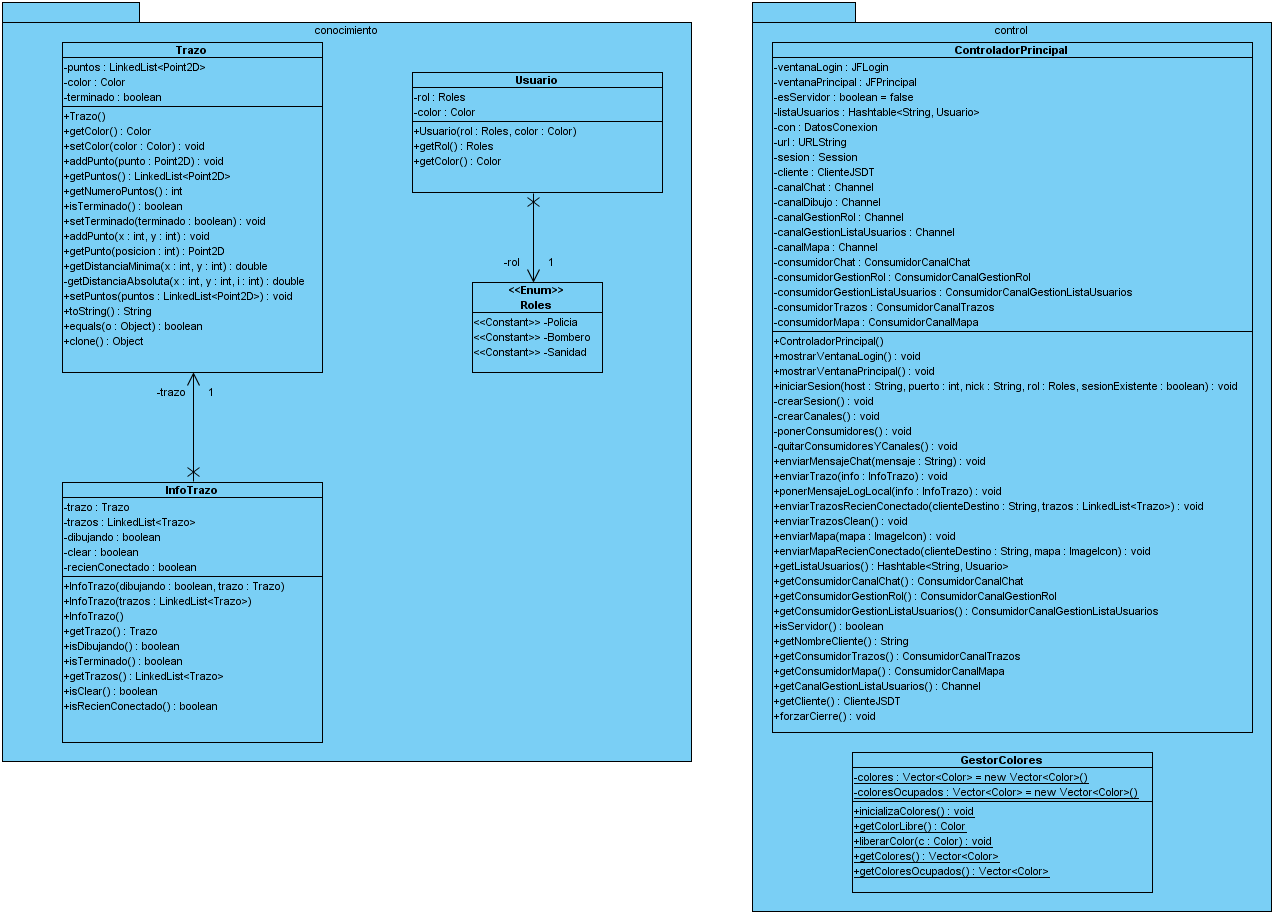 conocimiento
Trazo
-puntos : LinkedList<Point2D>
-color : Color
-terminado : boolean
+Trazo()
+getColor() : Color
+setColor(color : Color) : void
+addPunto(punto : Point2D) : void
+getPuntos() : LinkedList<Point2D>
+getNumeroPuntos() : int
+isTerminado() : boolean
+setTerminado(terminado : boolean) : void
+addPunto(x : int, y : int) : void
+getPunto(posicion : int) : Point2D
+getDistanciaMinima(x : int, y : int) : double
-getDistanciaAbsoluta(x : int, y : int, i : int) : double
+setPuntos(puntos : LinkedList<Point2D>) : void
+toString() : String
+equals(o : Object) : boolean
+clone() : Object
Usuario
-rol : Roles
-color : Color
+Usuario(rol : Roles, color : Color)
+getRol() : Roles
+getColor() : Color
-rol 1
<<Enum>>
Roles
<<Constant>> -Policia
<<Constant>> -Bombero
<<Constant>> -Sanidad
-trazo 1
InfoTrazo
-trazo : Trazo
-trazos : LinkedList<Trazo>
-dibujando : boolean
-clear : boolean
-recienConectado : boolean
+InfoTrazo(dibujando : boolean, trazo : Trazo)
+InfoTrazo(trazos : LinkedList<Trazo>)
+InfoTrazo()
+getTrazo() : Trazo
+isDibujando() : boolean
+isTerminado() : boolean
+getTrazos() : LinkedList<Trazo>
+isClear() : boolean
+isRecienConectado() : boolean
control
ControladorPrincipal
-ventanaLogin : JFLogin
-ventanaPrincipal : JFPrincipal
-esServidor : boolean = false
-listaUsuarios : Hashtable<String, Usuario>
-con : DatosConexion
-url : URLString
-sesion : Session
-cliente : ClienteJSDT
-canalChat : Channel
-canalDibujo : Channel
-canalGestionRol : Channel
-canalGestionListaUsuarios : Channel
-canalMapa : Channel
-consumidorChat : ConsumidorCanalChat
-consumidorGestionRol : ConsumidorCanalGestionRol
-consumidorGestionListaUsuarios : ConsumidorCanalGestionListaUsuarios
-consumidorTrazos : ConsumidorCanalTrazos
-consumidorMapa : ConsumidorCanalMapa
+ControladorPrincipal()
+mostrarVentanaLogin() : void
+mostrarVentanaPrincipal() : void
+iniciarSesion(host : String, puerto : int, nick : String, rol : Roles, sesionExistente : boolean) : void
-crearSesion() : void
-crearCanales() : void
-ponerConsumidores() : void
-quitarConsumidoresYCanales() : void
+enviarMensajeChat(mensaje : String) : void
+enviarTrazo(info : InfoTrazo) : void
+ponerMensajeLogLocal(info : InfoTrazo) : void
+enviarTrazosRecienConectado(clienteDestino : String, trazos : LinkedList<Trazo>) : void
+enviarTrazosClean() : void
+enviarMapa(mapa : ImageIcon) : void
+enviarMapaRecienConectado(clienteDestino : String, mapa : ImageIcon) : void
+getListaUsuarios() : Hashtable<String, Usuario>
+getConsumidorCanalChat() : ConsumidorCanalChat
+getConsumidorGestionRol() : ConsumidorCanalGestionRol
+getConsumidorGestionListaUsuarios() : ConsumidorCanalGestionListaUsuarios
+isServidor() : boolean
+getNombreCliente() : String
+getConsumidorTrazos() : ConsumidorCanalTrazos
+getConsumidorMapa() : ConsumidorCanalMapa
+getCanalGestionListaUsuarios() : Channel
+getCliente() : ClienteJSDT
+forzarCierre() : void
GestorColores
-colores : Vector<Color> = new Vector<Color>()
-coloresOcupados : Vector<Color> = new Vector<Color>()
+inicializaColores() : void
+getColorLibre() : Color
+liberarColor(c : Color) : void
+getColores() : Vector<Color>
+getColoresOcupados() : Vector<Color>